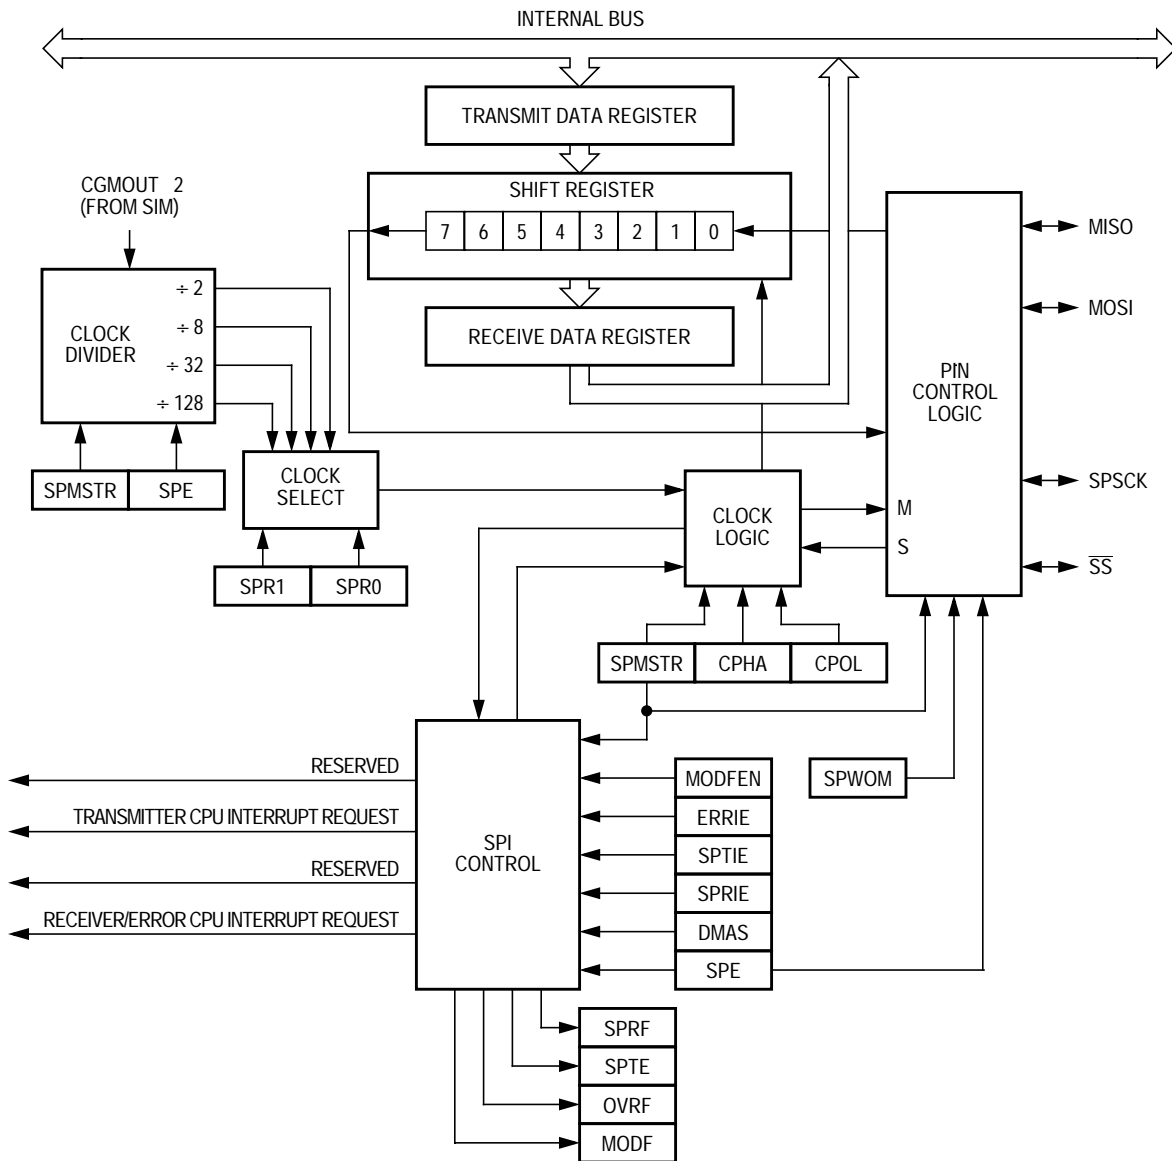 INTERNAL BUS
TRANSMIT DATA REGISTER
SHIFT REGISTER
7 6 5 4 3 2 1 0
RECEIVE DATA REGISTER
CGMOUT 2
(FROM SIM)
CLOCK
DIVIDER
÷ 2
÷ 8
÷ 32
÷ 128
SPMSTR SPE
CLOCK
SELECT
SPR1 SPR0
CLOCK
LOGIC
M
S
PIN
CONTROL
LOGIC
MISO
MOSI
SPSCK
SS
SPMSTR CPHA CPOL
SPWOM
RESERVED
TRANSMITTER CPU INTERRUPT REQUEST
RESERVED
RECEIVER/ERROR CPU INTERRUPT REQUEST
SPI
CONTROL
MODFEN
ERRIE
SPTIE
SPRIE
DMAS
SPE
SPRF
SPTE
OVRF
MODF